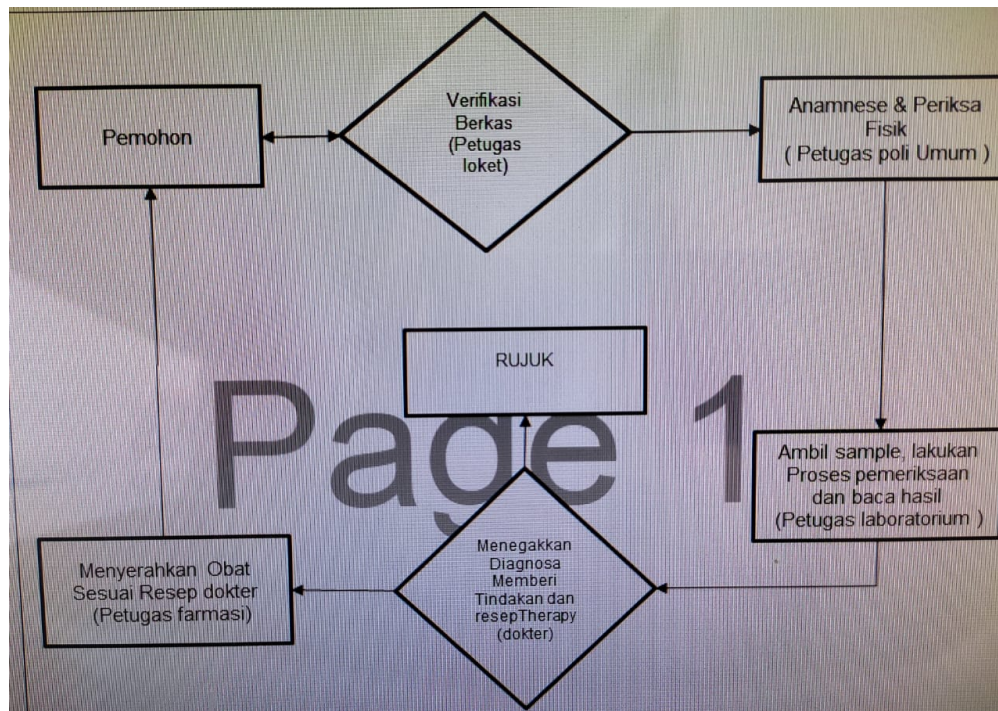 Pemohon
Verifikasi
Berkas
(Petugas
loket)
Anamnese & Periksa
Fisik
( Petugas poli Umum )
RUJUK
Page 1
Ambil sample, lakukan
Proses pemeriksaan
dan baca hasil
(Petugas laboratorium )
Menegakkan
Diagnosa
Memberi
Tindakan dan
resepTherapy
(dokter)
Menyerahkan Obat
Sesuai Resep dokter
(Petugas farmasi)